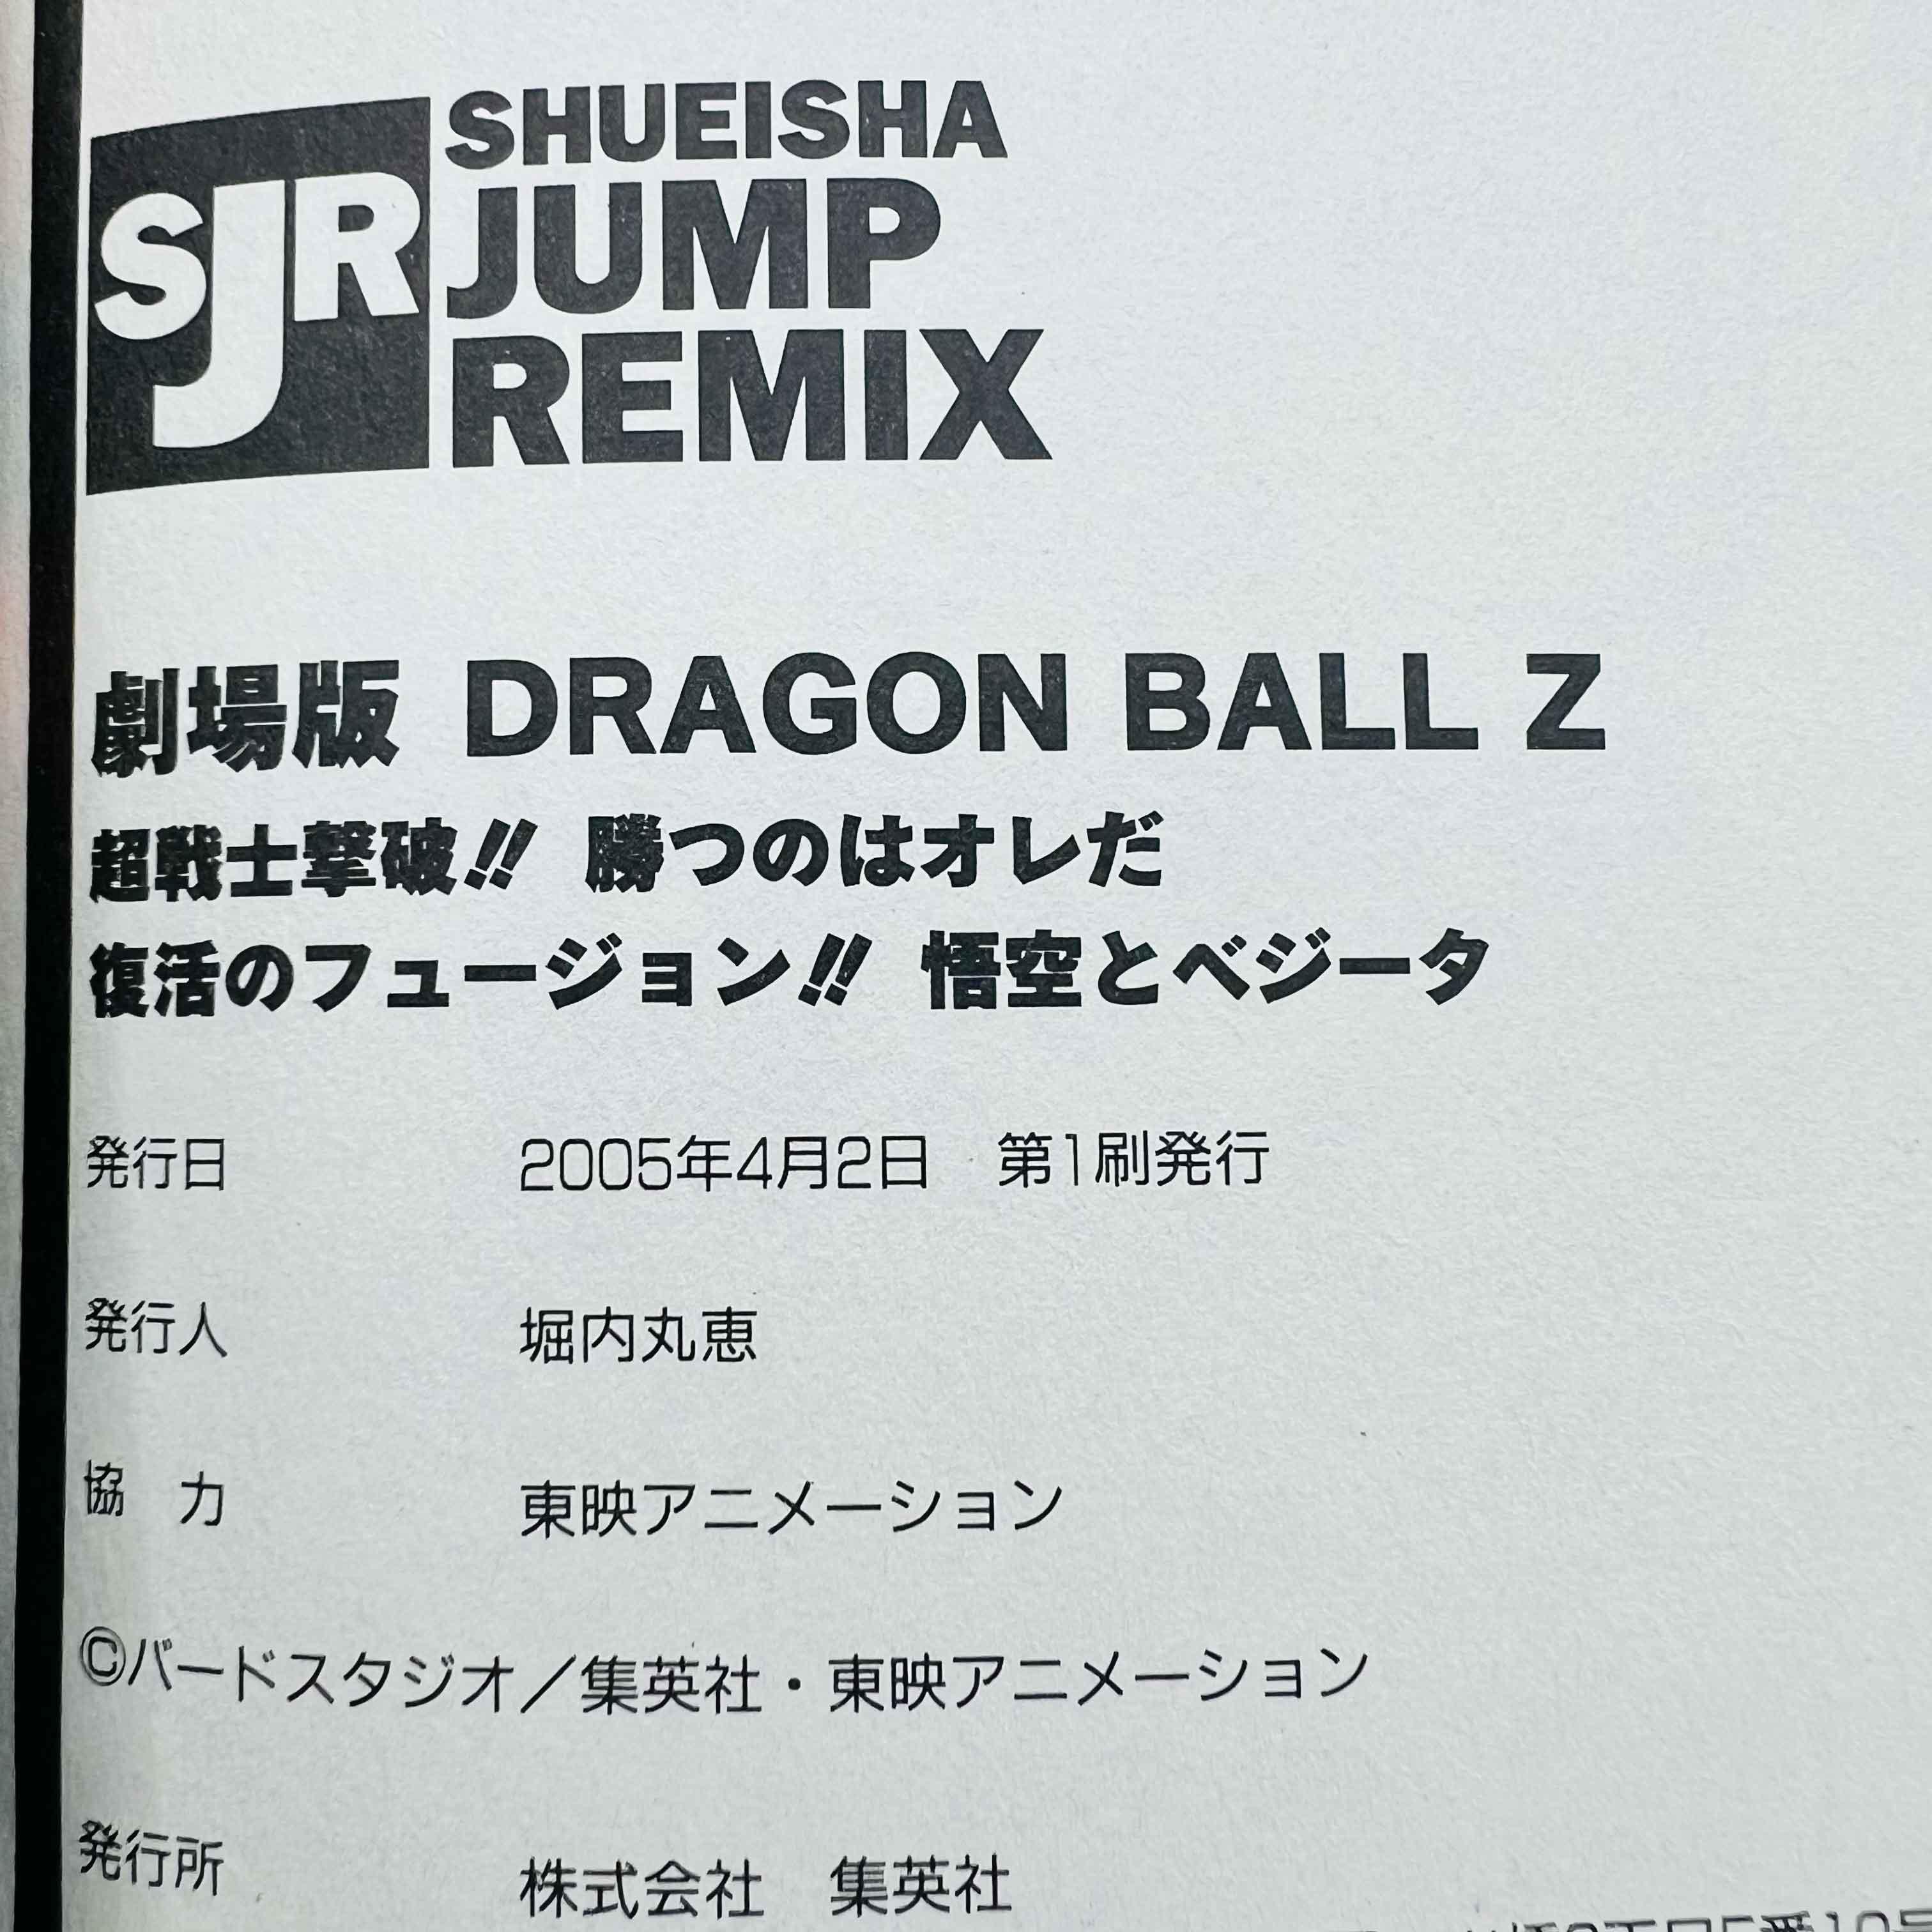 SJR
SHUEISHA
JUMP
REMIX
劇場版 DRAGON BALL Z
超戦士撃破!! 勝つのはオレだ
復活のフュージョン!! 悟空とベジータ
発行日 2005年4月2日 第1刷発行
発行人 堀内丸恵
協 力 東映アニメーション
©バードスタジオ/集英社・東映アニメーション
発行所 株式会社 集英社